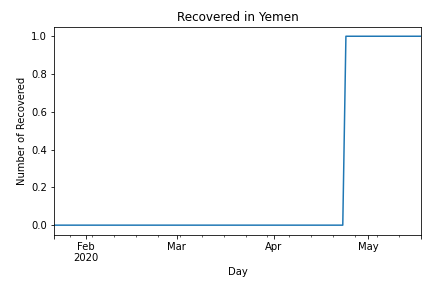 Recovered in Yemen
1.0
0.8
0.6
0.4
0.2
0.0
Number of Recovered
Feb
2020
Mar
Apr
May
Day